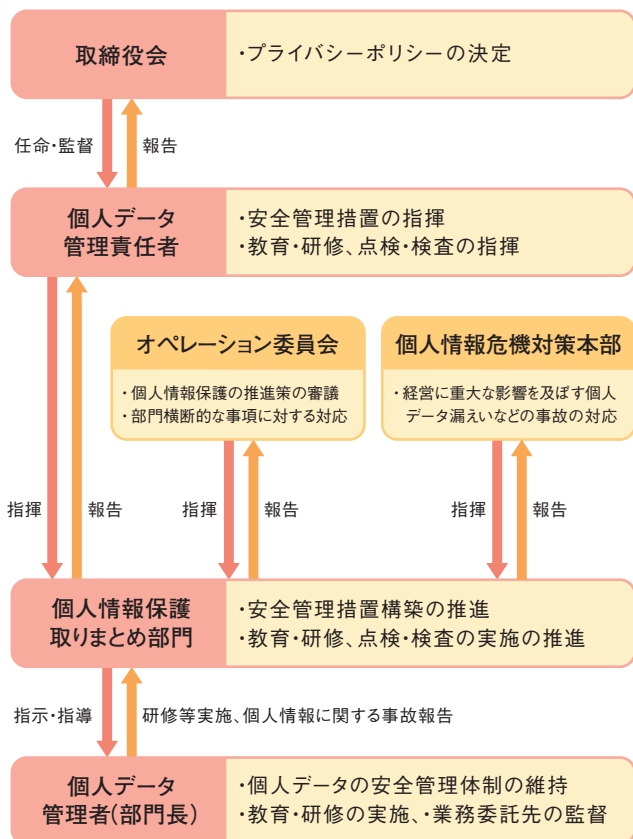 取締役会
・プライバシーポリシーの決定
任命・監督
報告
個人データ
管理責任者
・安全管理措置の指揮
・教育・研修、点検・検査の指揮
オペレーション委員会
・個人情報保護の推進策の審議
・部門横断的な事項に対する対応
個人情報危機対策本部
・経営に重大な影響を及ぼす個人
データ漏えいなどの事故の対応
指揮
報告
指揮
報告
指揮
報告
個人情報保護
取りまとめ部門
・安全管理措置構築の推進
・教育・研修、点検・検査の実施の推進
指示・指導
研修等実施、個人情報に関する事故報告
個人データ
管理者(部門長)
・個人データの安全管理体制の維持
・教育・研修の実施、・業務委託先の監督